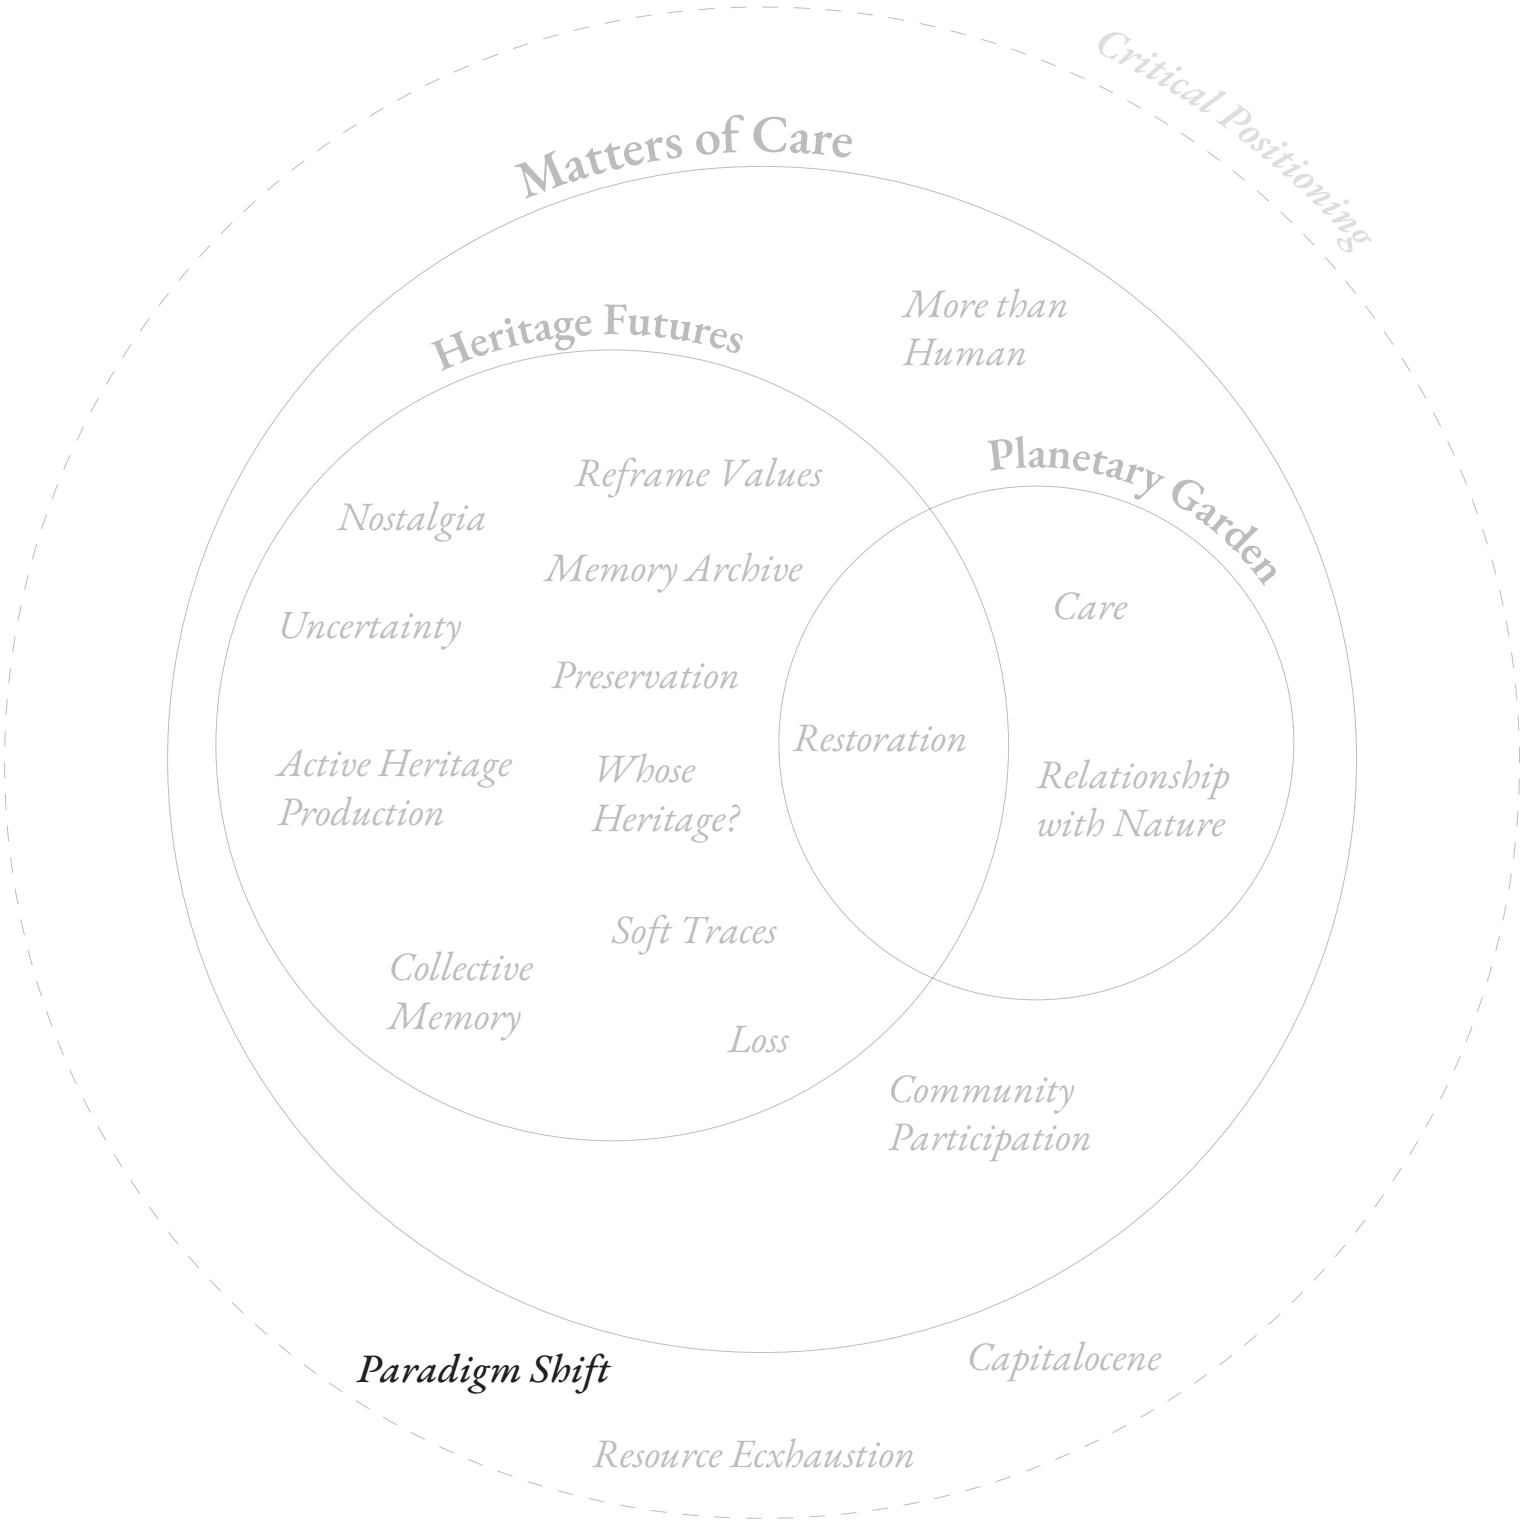 Critical Positioning
Matters of Care
More than
Human
Heritage Futures
Planetary Garden
Reframe Values
Nostalgia
Memory Archive
Care
Uncertainty
Preservation
Restoration
Active Heritage
Production
Whose
Heritage?
Relationship
with Nature
Soft Traces
Collective
Memory
Loss
Community
Participation
Paradigm Shift
Capitalocene
Resource Ecxhaustion